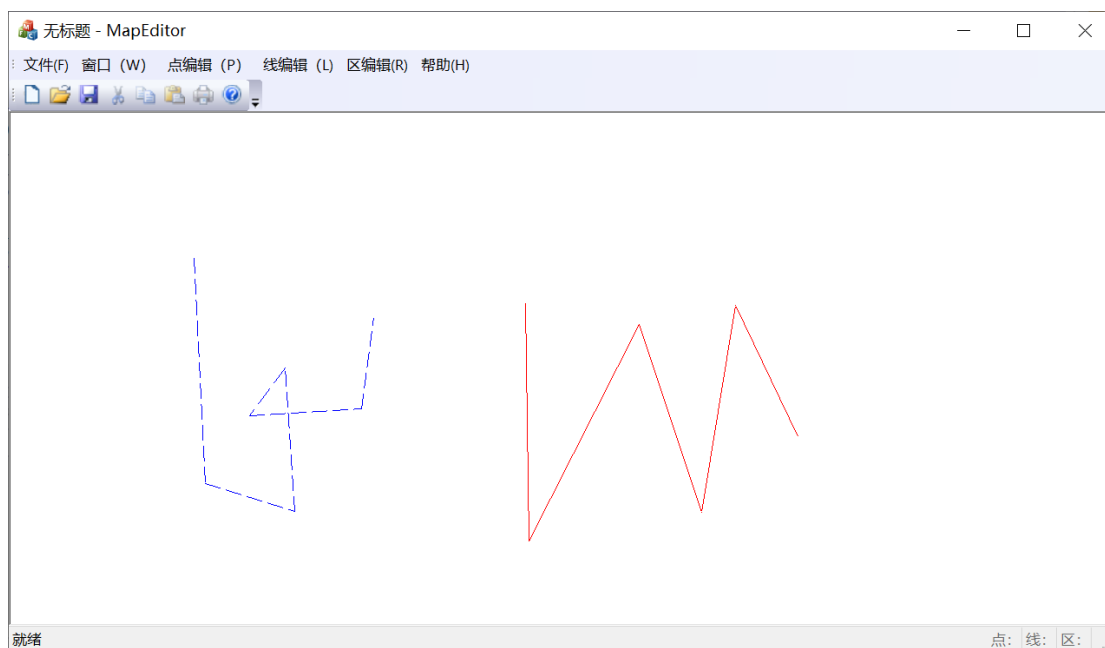 无标题 - MapEditor
文件(F) 窗口（W） 点编辑（P） 线编辑（L) 区编辑(R) 帮助(H)
就绪 点: 线: 区: